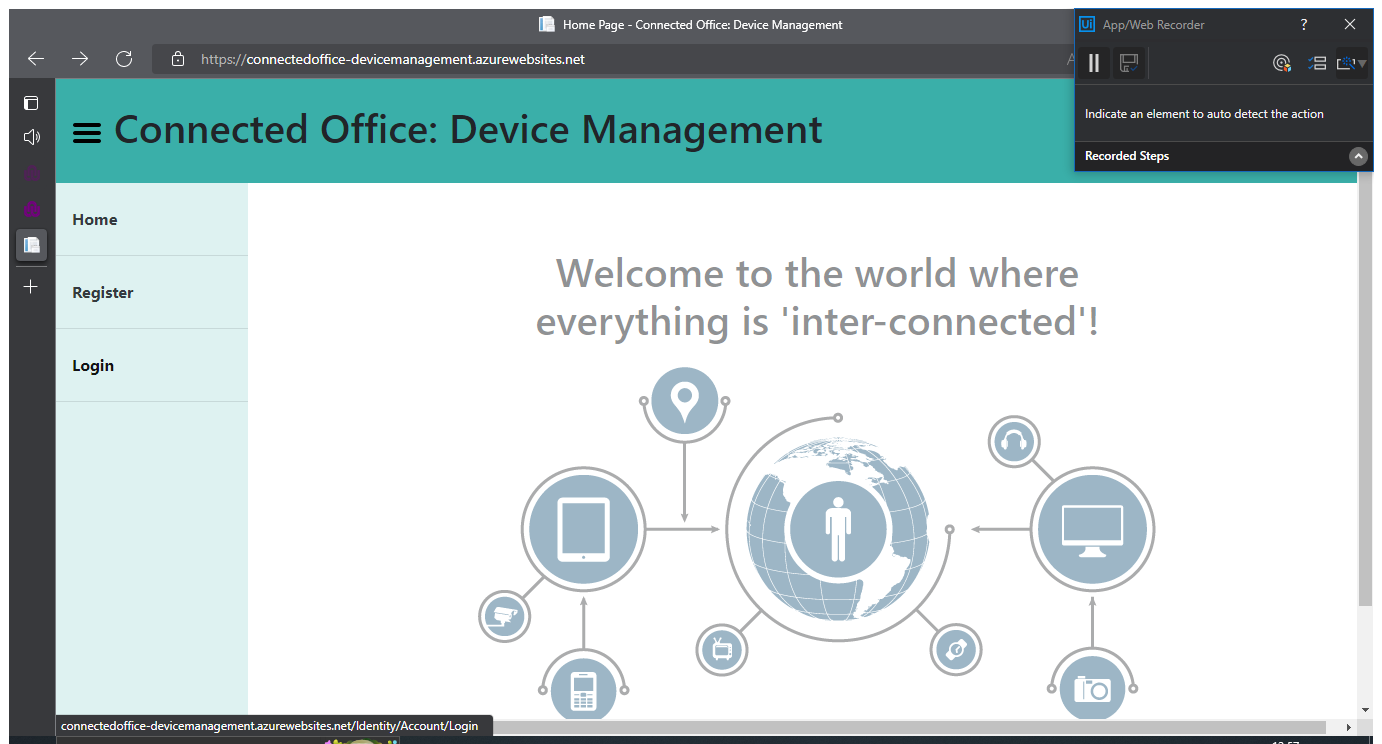 Home Page - Connected Office: Device Management
Ui App/Web Recorder ?
https://connectedoffice-devicemanagement.azurewebsites.net
Indicate an element to auto detect the action
Recorded Steps
Connected Office: Device Management
Home
Register
Login
Welcome to the world where
everything is 'inter-connected'!
connectedoffice-devicemanagement.azurewebsites.net/Identity/Account/Login